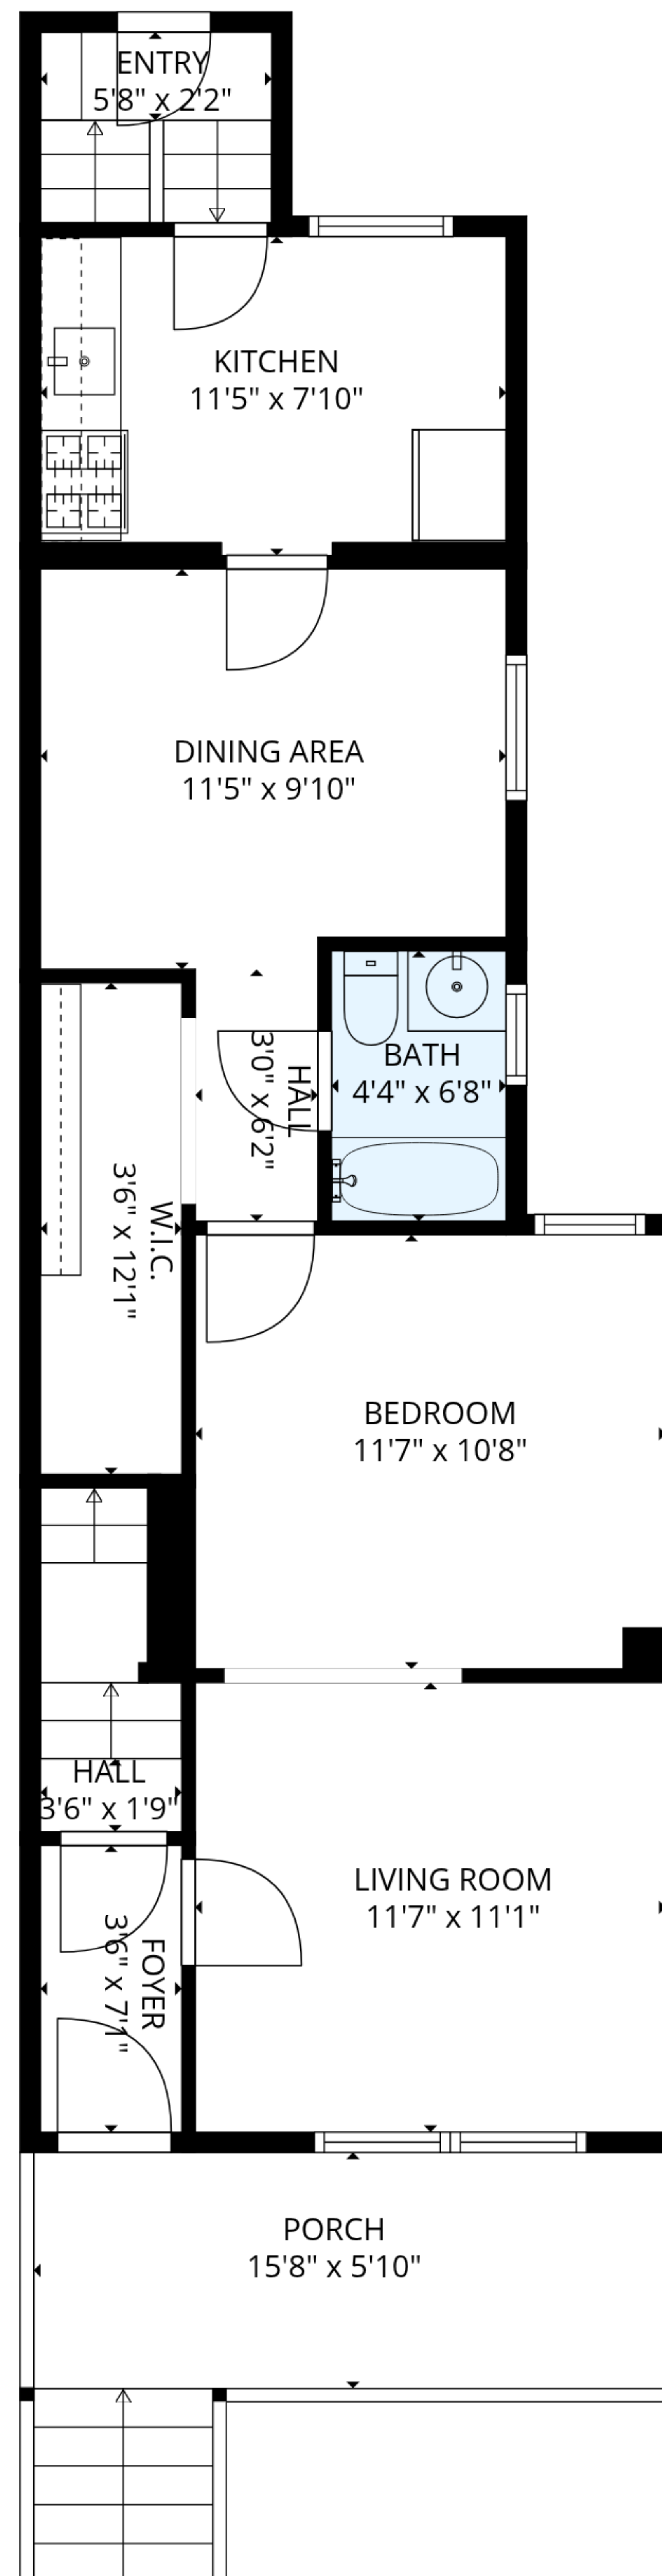 ENTRY
5'8" x 2'2"
KITCHEN
11'5" x 7'10"
DINING AREA
11'5" x 9'10"
BATH
4'4" x 6'8"
HALL
3'0" x 6'2"
W.I.C.
3'6" x 12'1"
BEDROOM
11'7" x 10'8"
HALL
3'6" x 1'9"
LIVING ROOM
11'7" x 11'1"
FOYER
3'6" x 7'1"
PORCH
15'8" x 5'10"